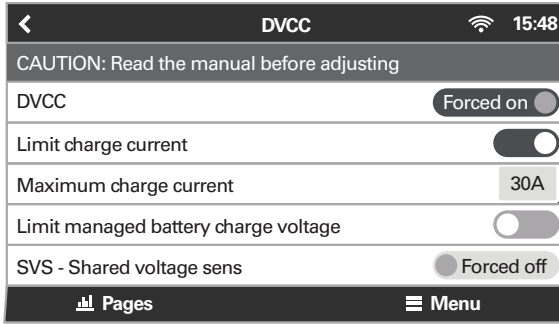 DVCC 15:48
CAUTION: Read the manual before adjusting
DVCC Forced on
Limit charge current
Maximum charge current 30A
Limit managed battery charge voltage
SVS - Shared voltage sens Forced off
Pages Menu